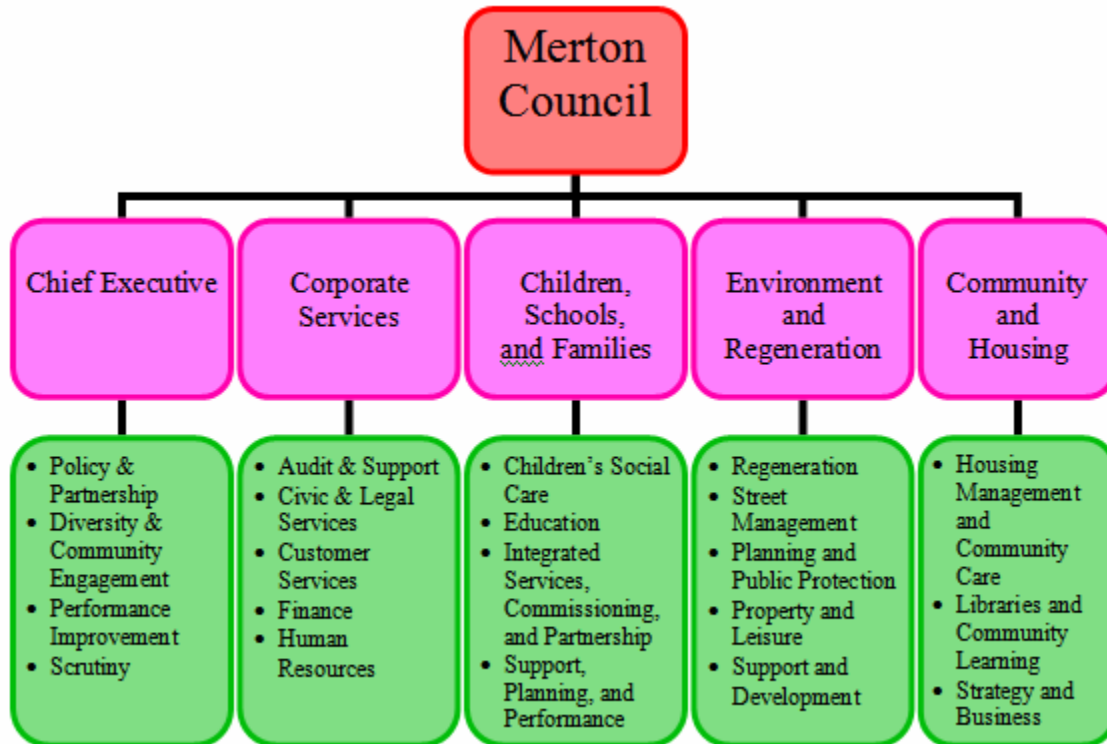 Merton
Council
Chief Executive
Corporate
Services
Children,
Schools,
and Families
Environment
and
Regeneration
Community
and
Housing
• Policy &
Partnership
• Diversity &
Community
Engagement
• Performance
Improvement
• Scrutiny
• Audit & Support
• Civic & Legal
Services
• Customer
Services
• Finance
• Human
Resources
• Children’s Social
Care
• Education
• Integrated
Services,
Commissioning,
and Partnership
• Support,
Planning, and
Performance
• Regeneration
• Street
Management
• Planning and
Public Protection
• Property and
Leisure
• Support and
Development
• Housing
Management
and
Community
Care
• Libraries and
Community
Learning
• Strategy and
Business